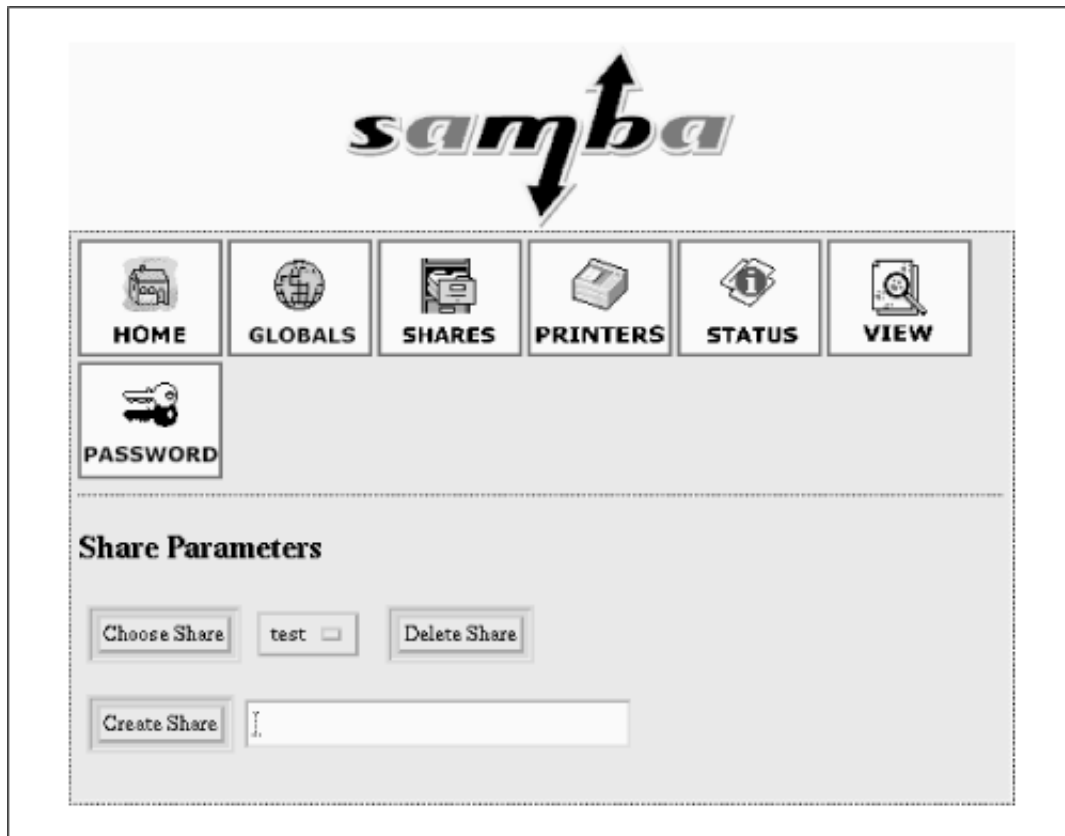 samba
HOME GLOBALS SHARES PRINTERS STATUS VIEW
PASSWORD
Share Parameters
Choose Share test Delete Share
Create Share